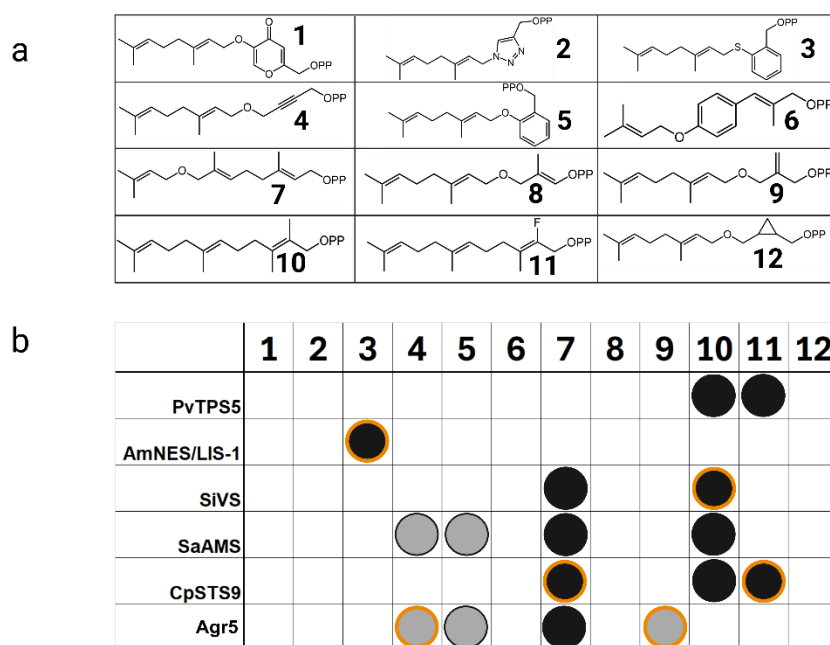 a
O O O OPP 1
OPP N N N 2
OPP S 3
O OPP 4
PPO O 5
O OPP 6
O OPP 7
O OPP 8
O OPP 9
OPP 10
F OPP 11
O OPP 12
b
1 2 3 4 5 6 7 8 9 10 11 12
PvTPS5
AmNES/LIS-1
SiVS
SaAMS
CpSTS9
Agr5